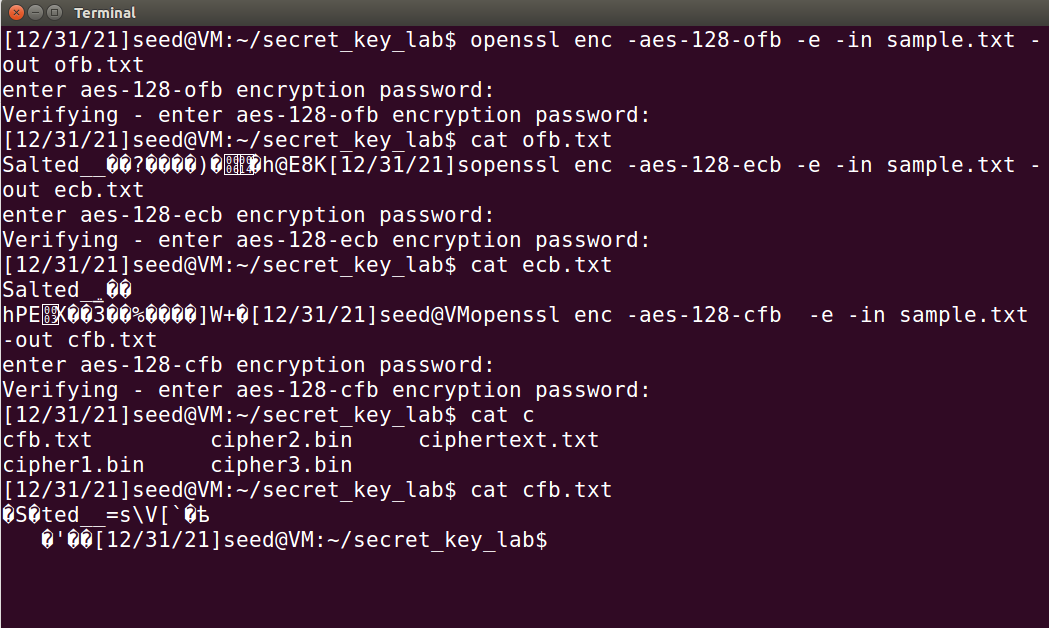 Terminal
[12/31/21]seed@VM:~/secret_key_lab$ openssl enc -aes-128-ofb -e -in sample.txt -
out ofb.txt
enter aes-128-ofb encryption password:
Verifying - enter aes-128-ofb encryption password:
[12/31/21]seed@VM:~/secret_key_lab$ cat ofb.txt
Salted__��?����)��h@E8K[12/31/21]sopenssl enc -aes-128-ecb -e -in sample.txt -
out ecb.txt
enter aes-128-ecb encryption password:
Verifying - enter aes-128-ecb encryption password:
[12/31/21]seed@VM:~/secret_key_lab$ cat ecb.txt
Salted__��
hPEX��3��%����]W+�[12/31/21]seed@VMopenssl enc -aes-128-cfb  -e -in sample.txt
-out cfb.txt
enter aes-128-cfb encryption password:
Verifying - enter aes-128-cfb encryption password:
[12/31/21]seed@VM:~/secret_key_lab$ cat c
cfb.txt         cipher2.bin     ciphertext.txt
cipher1.bin     cipher3.bin
[12/31/21]seed@VM:~/secret_key_lab$ cat cfb.txt
�S�ted__=s\V[`�ѣ
�'��[12/31/21]seed@VM:~/secret_key_lab$